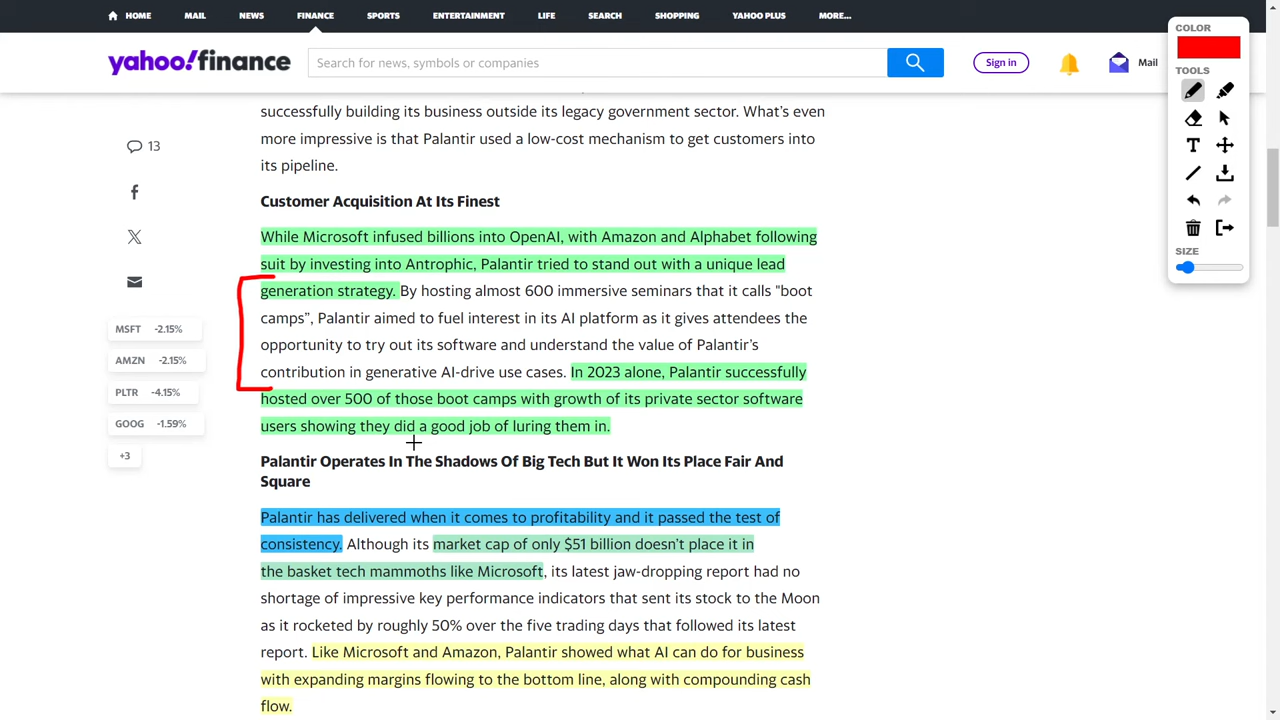 HOME MAIL NEWS FINANCE SPORTS ENTERTAINMENT LIFE SEARCH SHOPPING YAHOO PLUS MORE...
yahoo!finance
Search for news, symbols or companies
Sign in
Mail
COLOR
TOOLS
T
SIZE
13
MSFT -2.15%
AMZN -2.15%
PLTR -4.15%
GOOG -1.59%
+3
successfully building its business outside its legacy government sector. What's even
more impressive is that Palantir used a low-cost mechanism to get customers into
its pipeline.
Customer Acquisition At Its Finest
While Microsoft infused billions into OpenAI, with Amazon and Alphabet following
suit by investing into Antrophic, Palantir tried to stand out with a unique lead
generation strategy. By hosting almost 600 immersive seminars that it calls "boot
camps”, Palantir aimed to fuel interest in its AI platform as it gives attendees the
opportunity to try out its software and understand the value of Palantir’s
contribution in generative AI-drive use cases. In 2023 alone, Palantir successfully
hosted over 500 of those boot camps with growth of its private sector software
users showing they did a good job of luring them in.
Palantir Operates In The Shadows Of Big Tech But It Won Its Place Fair And
Square
Palantir has delivered when it comes to profitability and it passed the test of
consistency. Although its market cap of only $51 billion doesn’t place it in
the basket tech mammoths like Microsoft, its latest jaw-dropping report had no
shortage of impressive key performance indicators that sent its stock to the Moon
as it rocketed by roughly 50% over the five trading days that followed its latest
report. Like Microsoft and Amazon, Palantir showed what AI can do for business
with expanding margins flowing to the bottom line, along with compounding cash
flow.